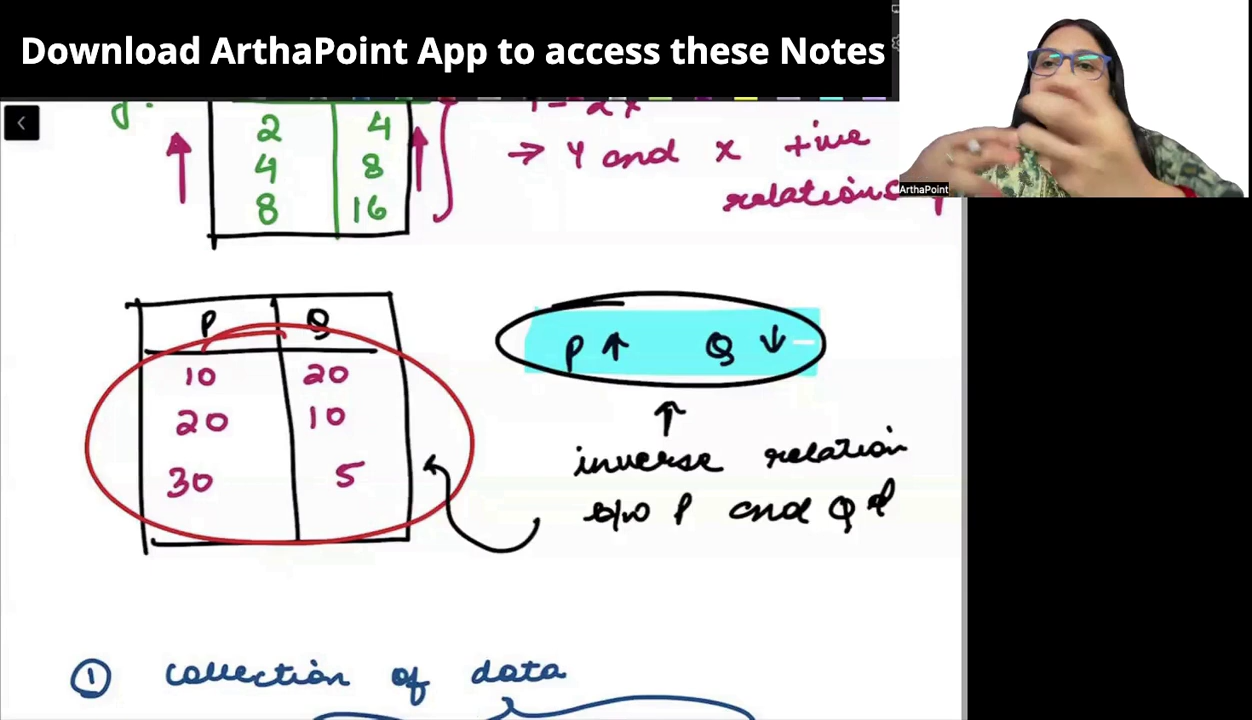 Download ArthaPoint App to access these Notes
2 4
4 8
8 16
→ Y and x +ive
ArthaPoint
P Q
10 20
20 10
30 5
P ↑ Q ↓
↑
inverse relation
b/w P and Qd
① collection of data